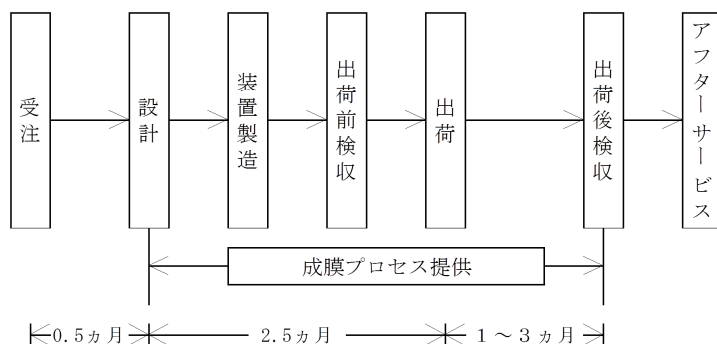 受注
設計
装置製造
出荷前検収
出荷
出荷後検収
アフターサービス
成膜プロセス提供
0.5ヵ月
2.5ヵ月
1～3ヵ月